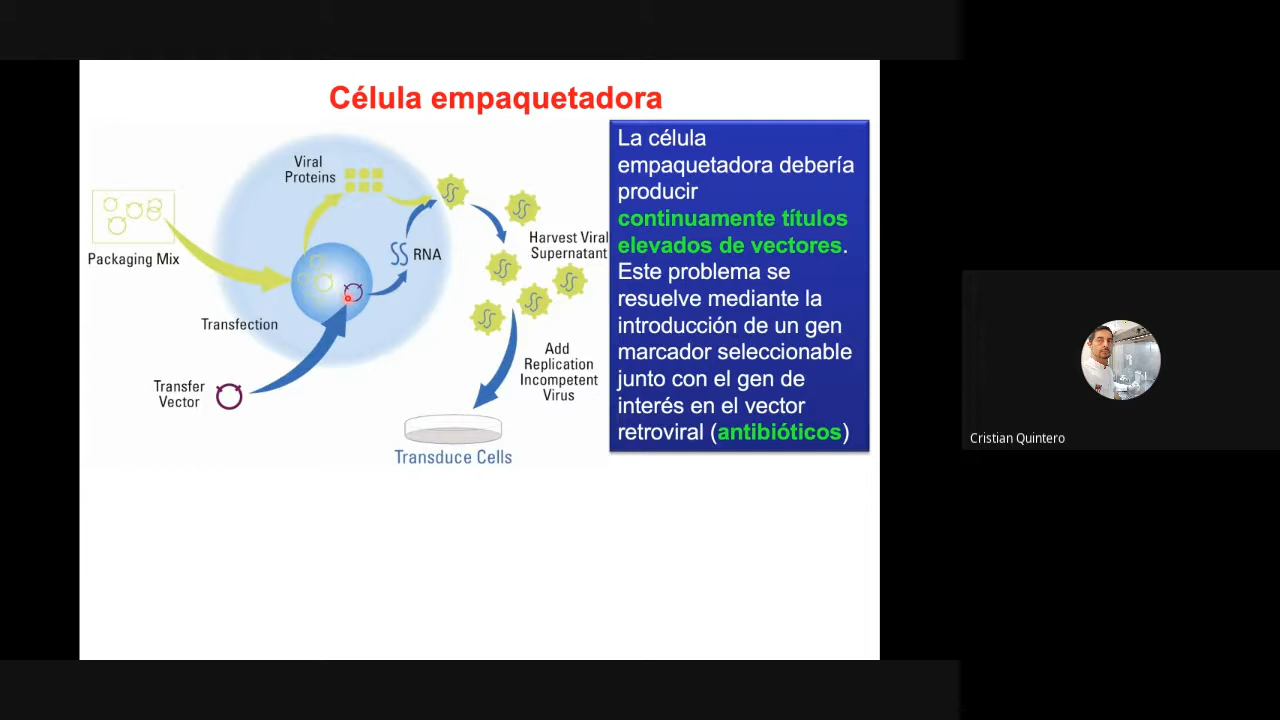 Célula empaquetadora
Viral
Proteins
Packaging Mix
RNA
Harvest Viral
Supernatant
Transfection
Transfer
Vector
Add
Replication
Incompetent
Virus
Transduce Cells
La célula
empaquetadora debería
producir
continuamente títulos
elevados de vectores.
Este problema se
resuelve mediante la
introducción de un gen
marcador seleccionable
junto con el gen de
interés en el vector
retroviral (antibióticos)
Cristian Quintero